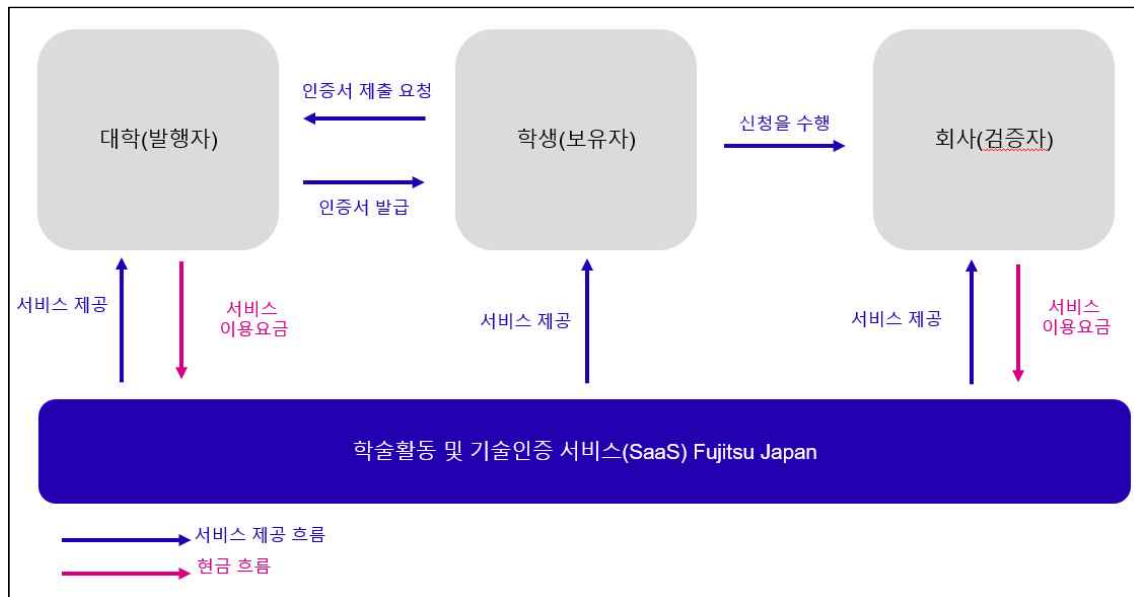 인증서 제출 요청
대학(발행자)
학생(보유자)
신청을 수행
회사(검증자)
인증서 발급
서비스 제공
서비스
이용요금
서비스 제공
서비스 제공
서비스
이용요금
학술활동 및 기술인증 서비스(SaaS) Fujitsu Japan
서비스 제공 흐름
현금 흐름